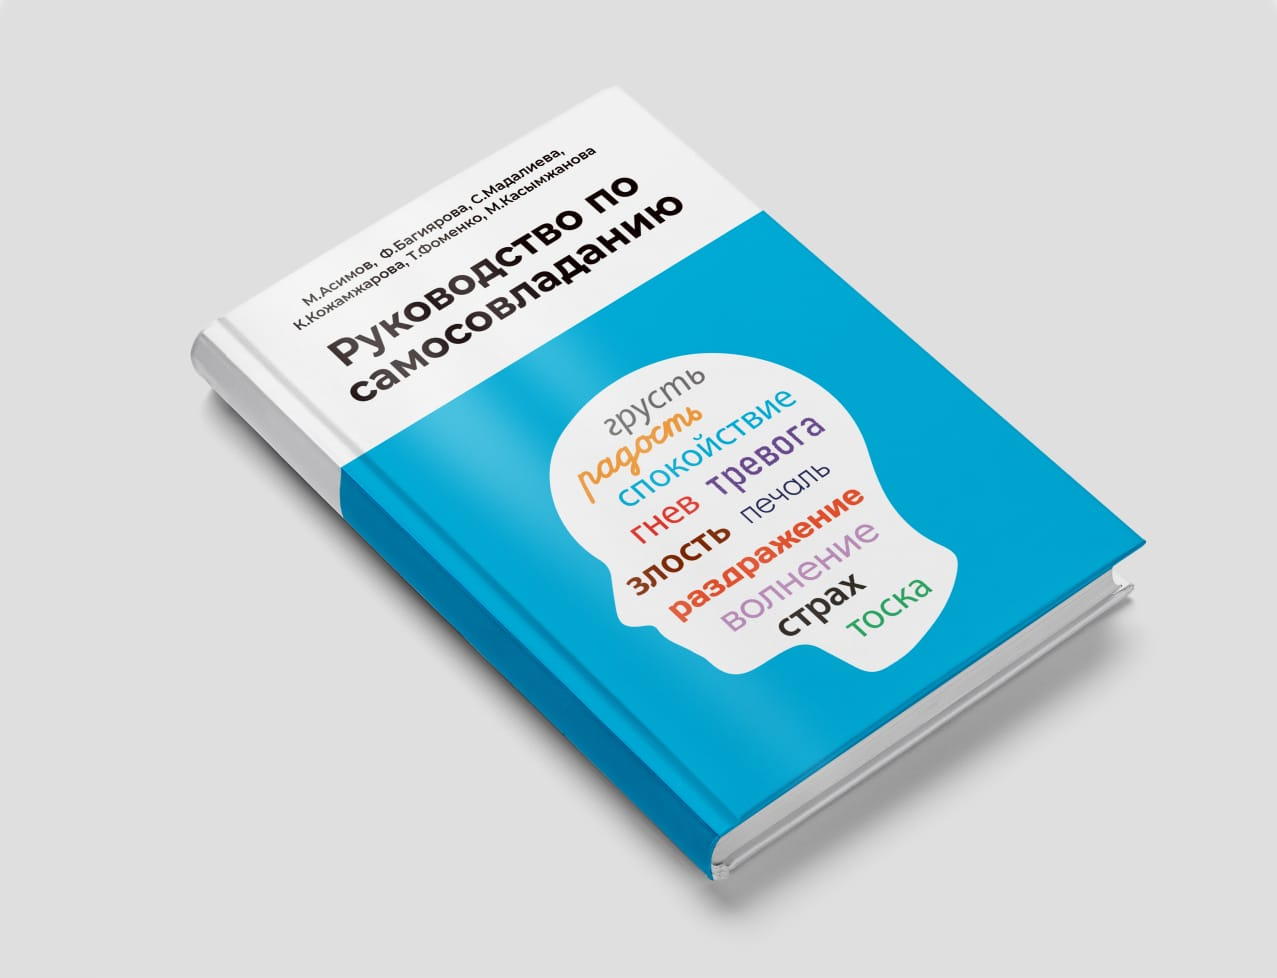 М.Асимов, Ф.Багиярова, С.Мадалиева,
К.Кожамжарова, Т.Фоменко, М.Касымжанова
Руководство по
самосовладанию
грусть
радость
спокойствие
гнев тревога
злость печаль
раздражение
волнение
страх
тоска